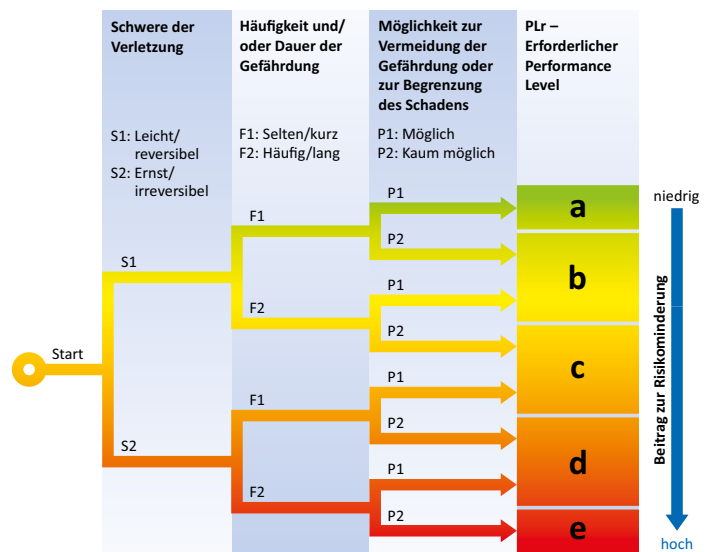 Schwere der
Verletzung
Häufigkeit und/
oder Dauer der
Gefährdung
Möglichkeit zur
Vermeidung der
Gefährdung oder
zur Begrenzung
des Schadens
PLr –
Erforderlicher
Performance
Level
S1: Leicht/
reversibel
S2: Ernst/
irreversibel
F1: Selten/kurz
F2: Häufig/lang
P1: Möglich
P2: Kaum möglich
Start
S1
S2
F1
F2
F1
F2
P1
P2
P1
P2
P1
P2
P1
P2
a
b
c
d
e
niedrig
Beitrag zur Risikominderung
hoch